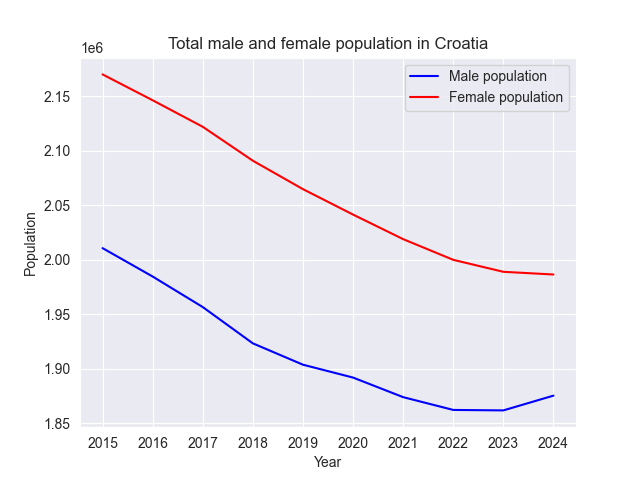 Total male and female population in Croatia
1e6
Male population
Female population
2.15
2.10
2.05
2.00
1.95
1.90
1.85
Population
2015 2016 2017 2018 2019 2020 2021 2022 2023 2024
Year